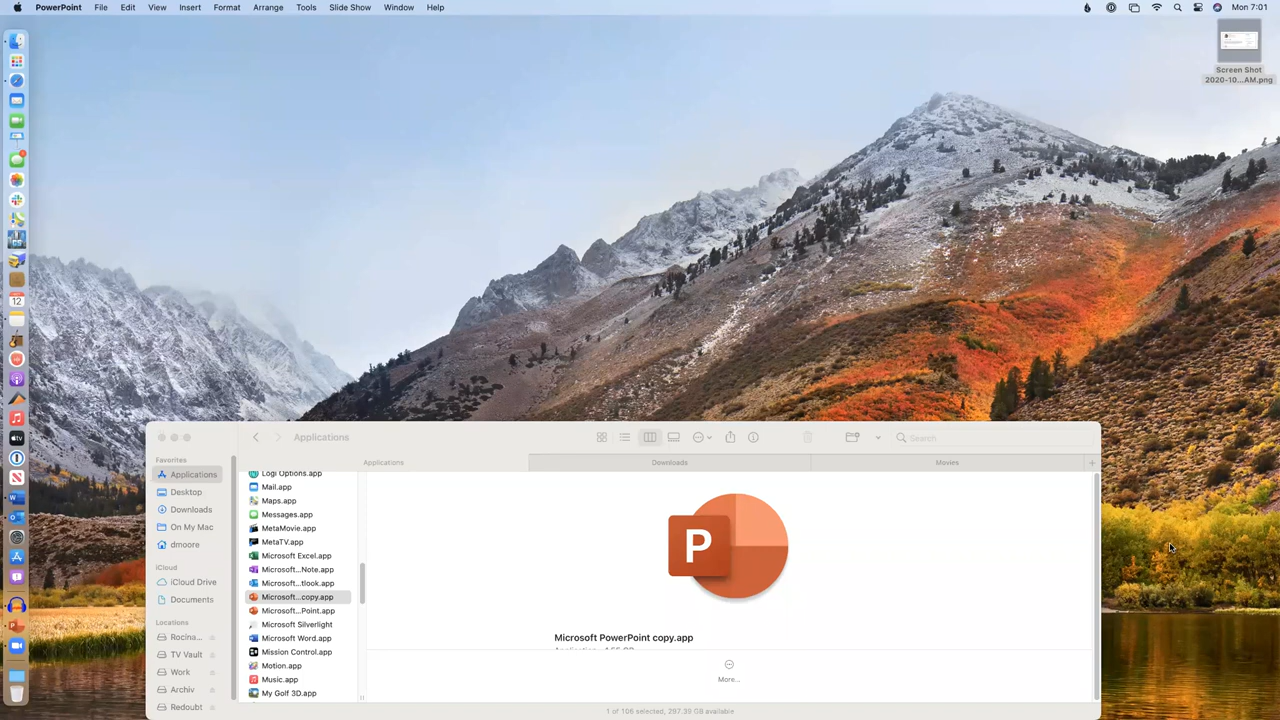 PowerPoint File Edit View Insert Format Arrange Tools Slide Show Window Help Mon 7:01
Screen Shot
2020-10...AM.png
12
Applications
Search
Applications Downloads Movies
Favorites
Applications
Desktop
Downloads
On My Mac
dmoore
iCloud
iCloud Drive
Documents
Locations
Rocina...
TV Vault
Work
Archiv
Redoubt
Logi Options.app
Mail.app
Maps.app
Messages.app
MetaMovie.app
MetaTV.app
Microsoft Excel.app
Microsoft...Note.app
Microsoft...tlook.app
Microsoft...copy.app
Microsoft...Point.app
Microsoft Silverlight
Microsoft Word.app
Mission Control.app
Motion.app
Music.app
My Golf 3D.app
P
Microsoft PowerPoint copy.app
More...
1 of 106 selected, 297.39 GB available